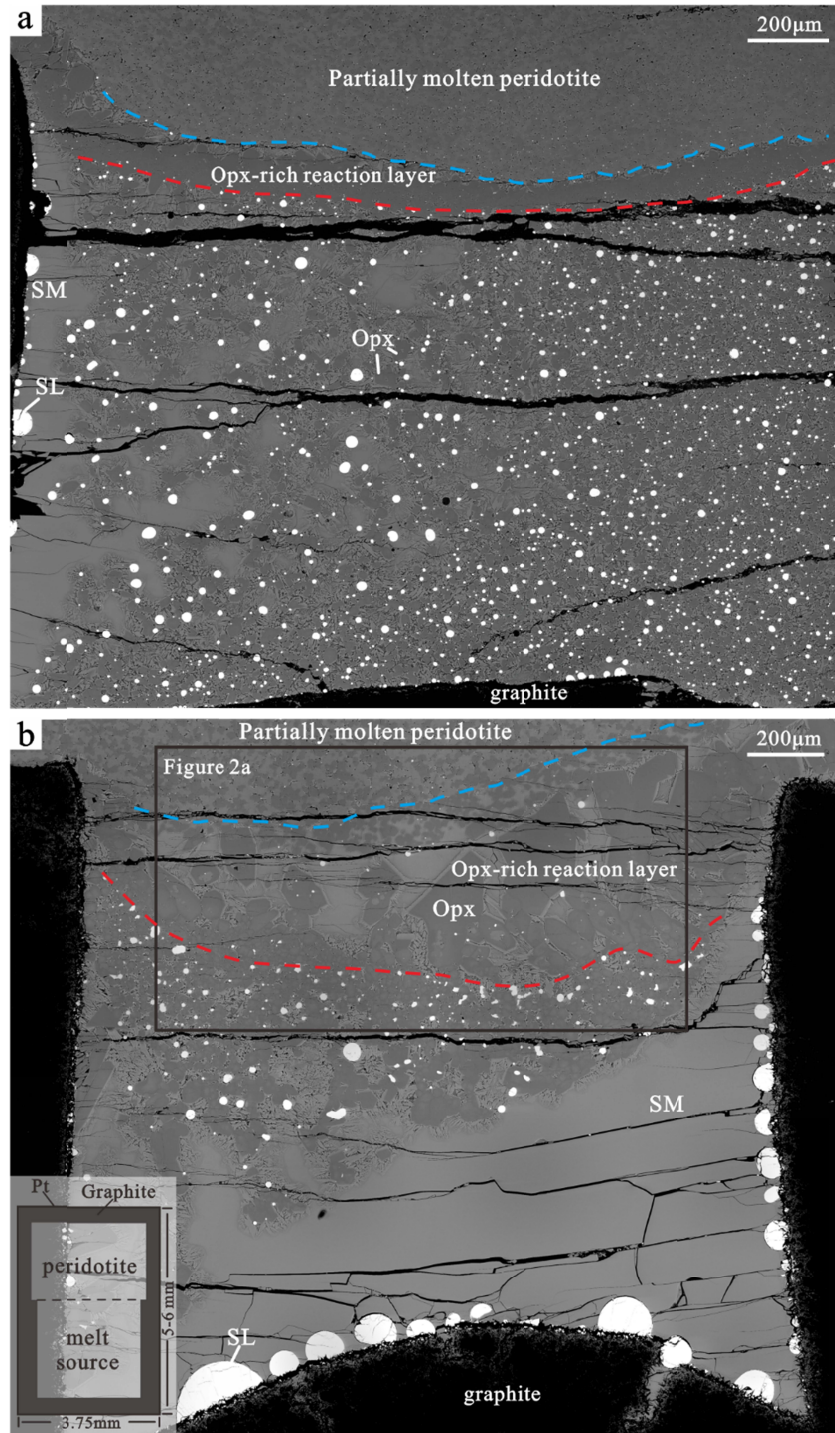 a
200μm
Partially molten peridotite
Opx-rich reaction layer
SM
Opx
SL
graphite
b
Partially molten peridotite
200μm
Figure 2a
Opx-rich reaction layer
Opx
SM
Pt
Graphite
peridotite
melt
source
5-6 mm
3.75mm
SL
graphite